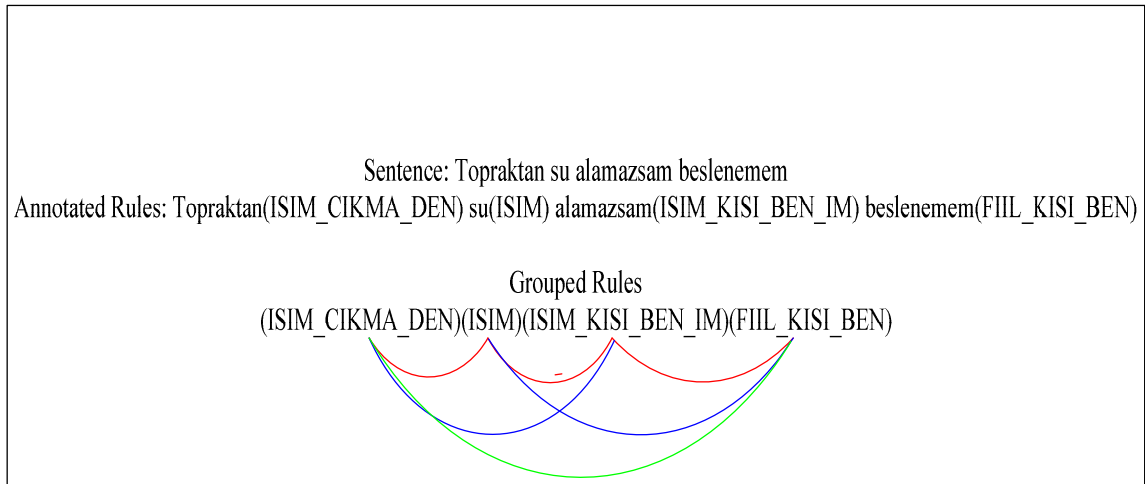 Sentence: Topraktan su alamazsam beslenemem
Annotated Rules: Topraktan(ISIM_CIKMA_DEN) su(ISIM) alamazsam(ISIM_KISI_BEN_IM) beslenemem(FIIL_KISI_BEN)
Grouped Rules
(ISIM_CIKMA_DEN)(ISIM)(ISIM_KISI_BEN_IM)(FIIL_KISI_BEN)